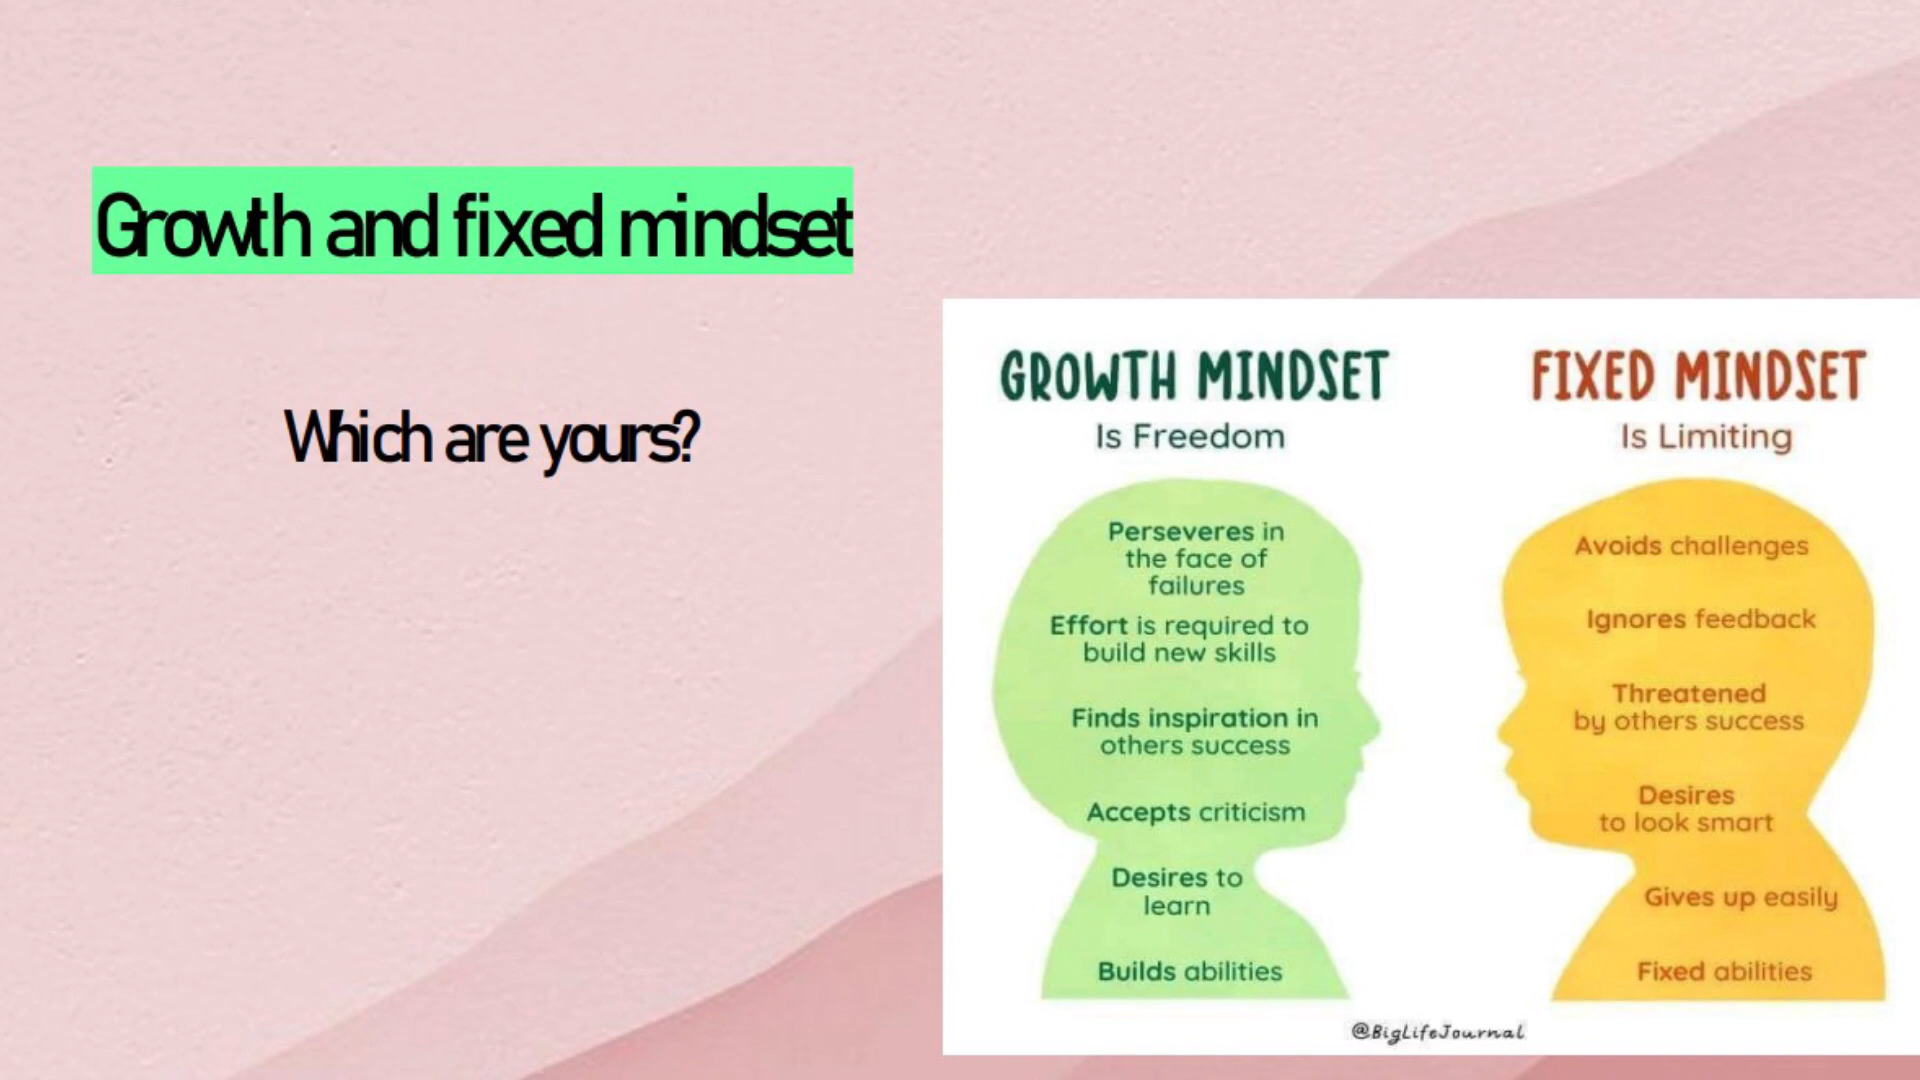 Growth and fixed mindset
Which are yours?
GROWTH MINDSET
Is Freedom
Perseveres in
the face of
failures
Effort is required to
build new skills
Finds inspiration in
others success
Accepts criticism
Desires to
learn
Builds abilities
FIXED MINDSET
Is Limiting
Avoids challenges
Ignores feedback
Threatened
by others success
Desires
to look smart
Gives up easily
Fixed abilities
@BigLifeJournal